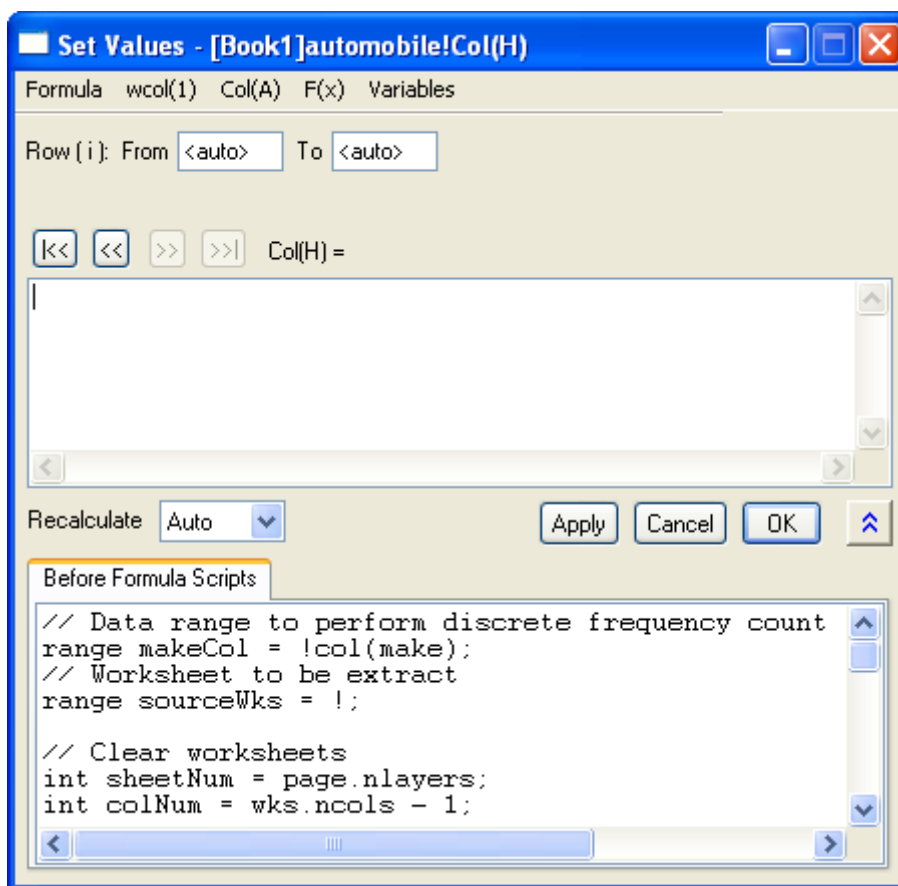 Set Values - [Book1]automobile!Col(H)
Formula wcol(1) Col(A) F(x) Variables
Row (i): From <auto> To <auto>
|<< << >> >>| Col(H) =
Recalculate Auto Apply Cancel OK
Before Formula Scripts
// Data range to perform discrete frequency count
range makeCol = !col(make);
// Worksheet to be extract
range sourceWks = !;
// Clear worksheets
int sheetNum = page.nlayers;
int colNum = wks.ncols - 1;